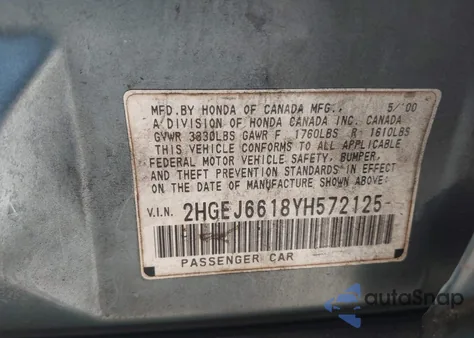 MFD. BY HONDA OF CANADA MFG., 5/00
A DIVISION OF HONDA CANADA INC. CANADA
GVWR 3330LBS GAWR F 1760LBS R 1610LBS
THIS VEHICLE CONFORMS TO ALL APPLICABLE
FEDERAL MOTOR VEHICLE SAFETY, BUMPER,
AND THEFT PREVENTION STANDARDS IN EFFECT
ON THE DATE OF MANUFACTURE SHOWN ABOVE.
V.I.N. 2HGEJ6618YH572125
PASSENGER CAR
autoSnap